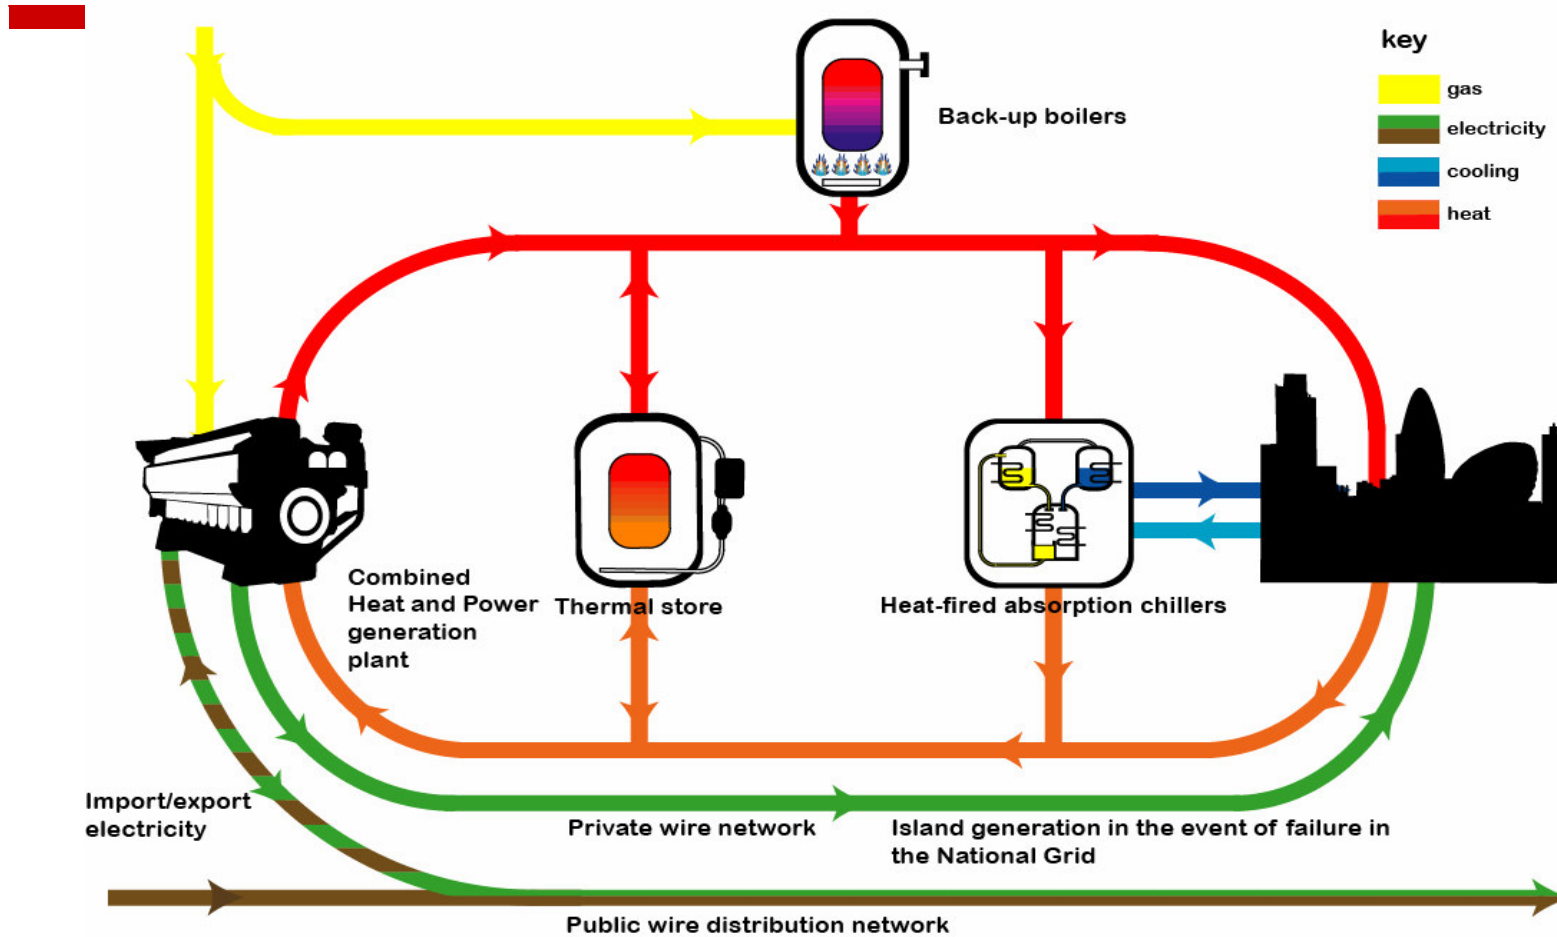 key
gas
electricity
cooling
heat
Back-up boilers
Combined
Heat and Power
generation
plant
Thermal store
Heat-fired absorption chillers
Import/export
electricity
Private wire network
Island generation in the event of failure in
the National Grid
Public wire distribution network